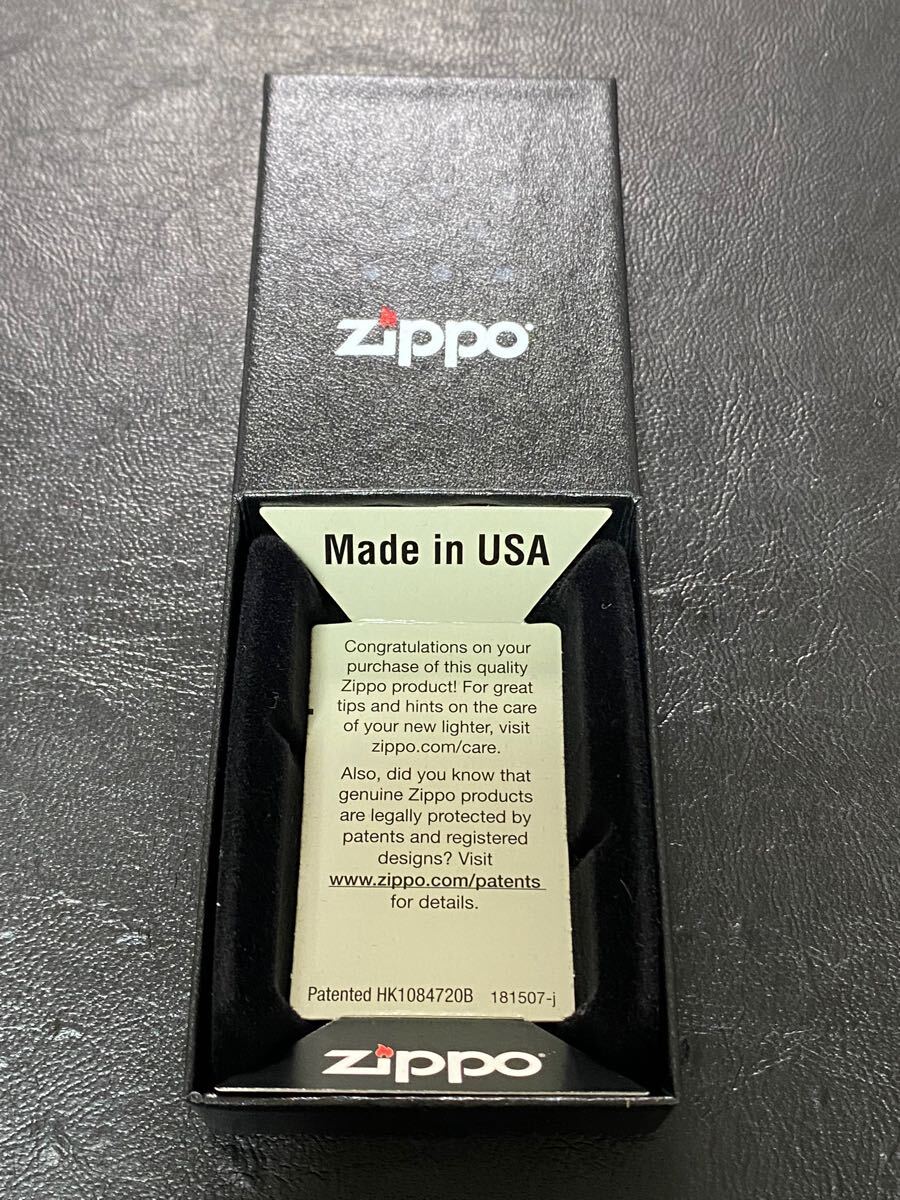 zippo
Made in USA
Congratulations on your
purchase of this quality
Zippo product! For great
tips and hints on the care
of your new lighter, visit
zippo.com/care.
Also, did you know that
genuine Zippo products
are legally protected by
patents and registered
designs? Visit
www.zippo.com/patents
for details.
Patented HK1084720B 181507-j
zippo